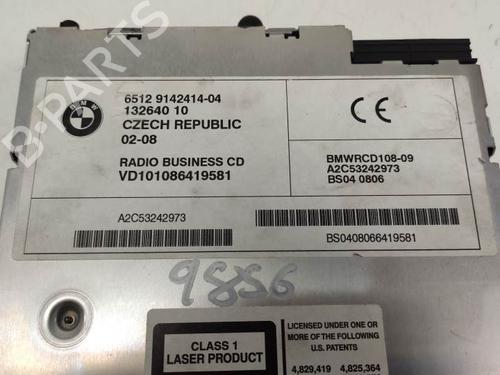 B-PARTS
BMW
6512 9142414-04
132640 10
CZECH REPUBLIC
02-08
RADIO BUSINESS CD
VD101086419581
BMWRCD108-09
A2C53242973
BS04 0806
A2C53242973
BS0408066419581
9856
CLASS 1
LASER PRODUCT
LICENSED UNDER ONE OR
MORE OF THE FOLLOWING
U.S. PATENTS
4,829,419 4,825,364